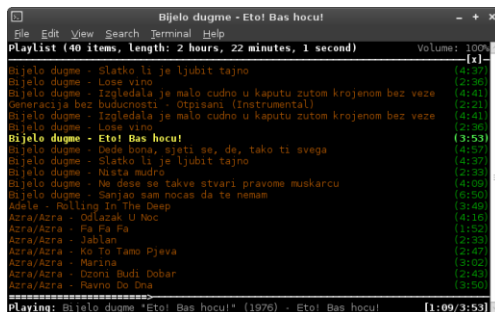 Bijelo dugme - Eto! Bas hocu!
File Edit View Search Terminal Help
Playlist (40 items, length: 2 hours, 22 minutes, 1 second) Volume: 100%
[x]
Bijelo dugme - Slatko li je ljubit tajno (4:37)
Bijelo dugme - Lose vino (2:36)
Bijelo dugme - Izgledala je malo cudno u kaputu zutom krojenom bez veze (4:41)
Generacija bez buducnosti - Otpisani (Instrumental) (2:21)
Bijelo dugme - Izgledala je malo cudno u kaputu zutom krojenom bez veze (4:41)
Bijelo dugme - Lose vino (2:36)
Bijelo dugme - Eto! Bas hocu! (3:53)
Bijelo dugme - Dede bona, sjeti se, de, tako ti svega (4:57)
Bijelo dugme - Slatko li je ljubit tajno (4:37)
Bijelo dugme - Nista mudro (2:33)
Bijelo dugme - Ne dese se takve stvari pravome muskarcu (4:09)
Bijelo dugme - Sanjao sam nocas da te nemam (6:50)
Adele - Rolling In The Deep (3:49)
Azra/Azra - Odlazak U Noc (4:16)
Azra/Azra - Fa Fa Fa (1:52)
Azra/Azra - Jablan (2:33)
Azra/Azra - Ko To Tamo Pjeva (2:47)
Azra/Azra - Marina (3:02)
Azra/Azra - Dzoni Budi Dobar (2:43)
Azra/Azra - Ravno Do Dna (3:50)
Playing: Bijelo dugme "Eto! Bas hocu!" (1976) - Eto! Bas hocu! [1:09/3:53]